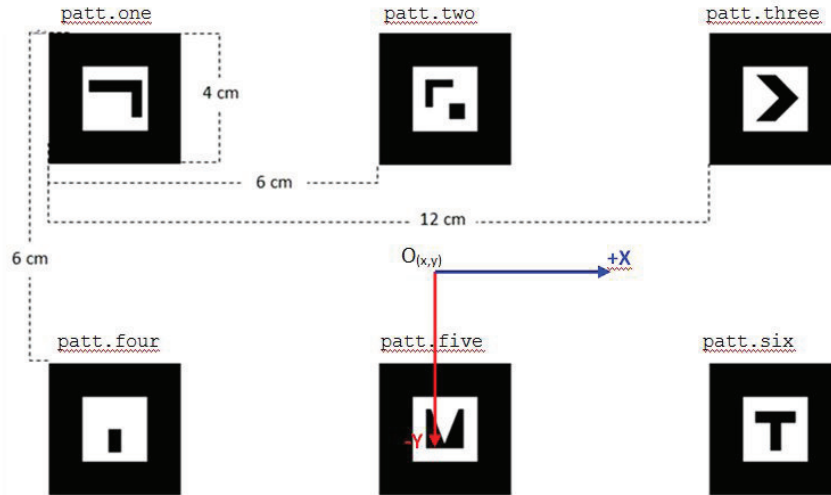 patt.one
patt.two
patt.three
4 cm
6 cm
12 cm
O(x,y)
+X
6 cm
patt.four
patt.five
patt.six
-Y
T